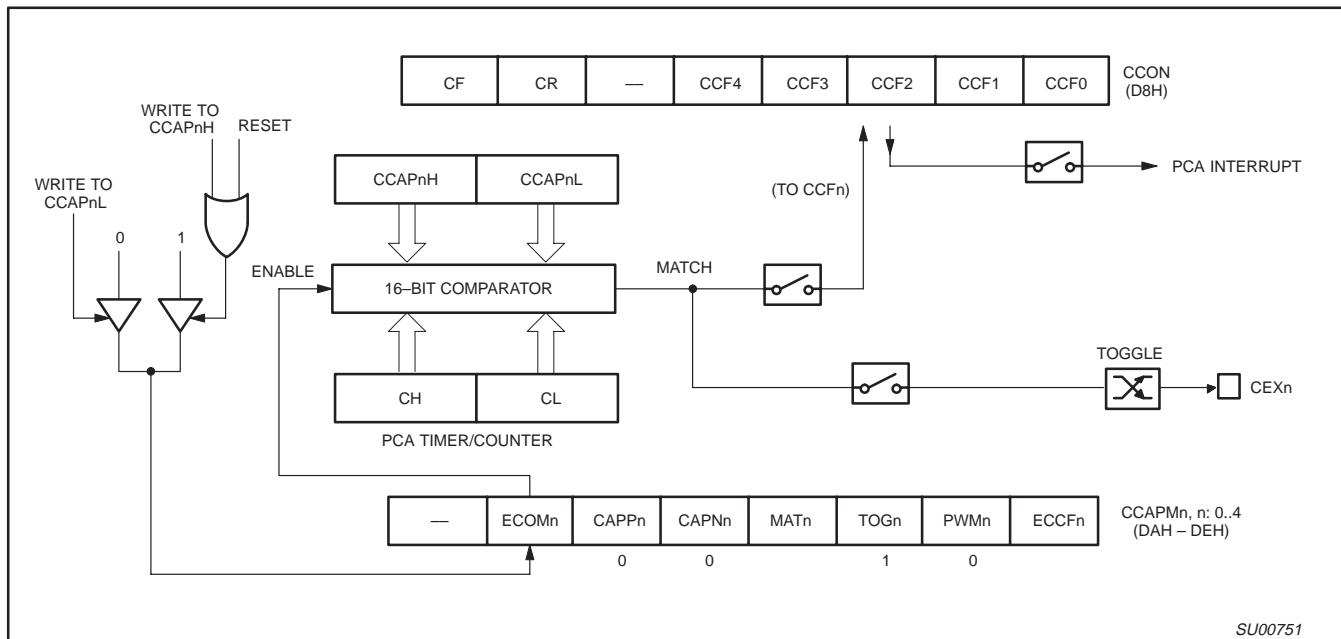 CF CR — CCF4 CCF3 CCF2 CCF1 CCF0
CCON
(D8H)
WRITE TO
CCAPnH
RESET
WRITE TO
CCAPnL
0
1
CCAPnH CCAPnL
(TO CCFn)
PCA INTERRUPT
ENABLE
16–BIT COMPARATOR
MATCH
TOGGLE
CEXn
CH CL
PCA TIMER/COUNTER
— ECOMn CAPPn CAPNn MATn TOGn PWMn ECCFn
CCAPMn, n: 0..4
(DAH – DEH)
0 0 1 0
SU00751